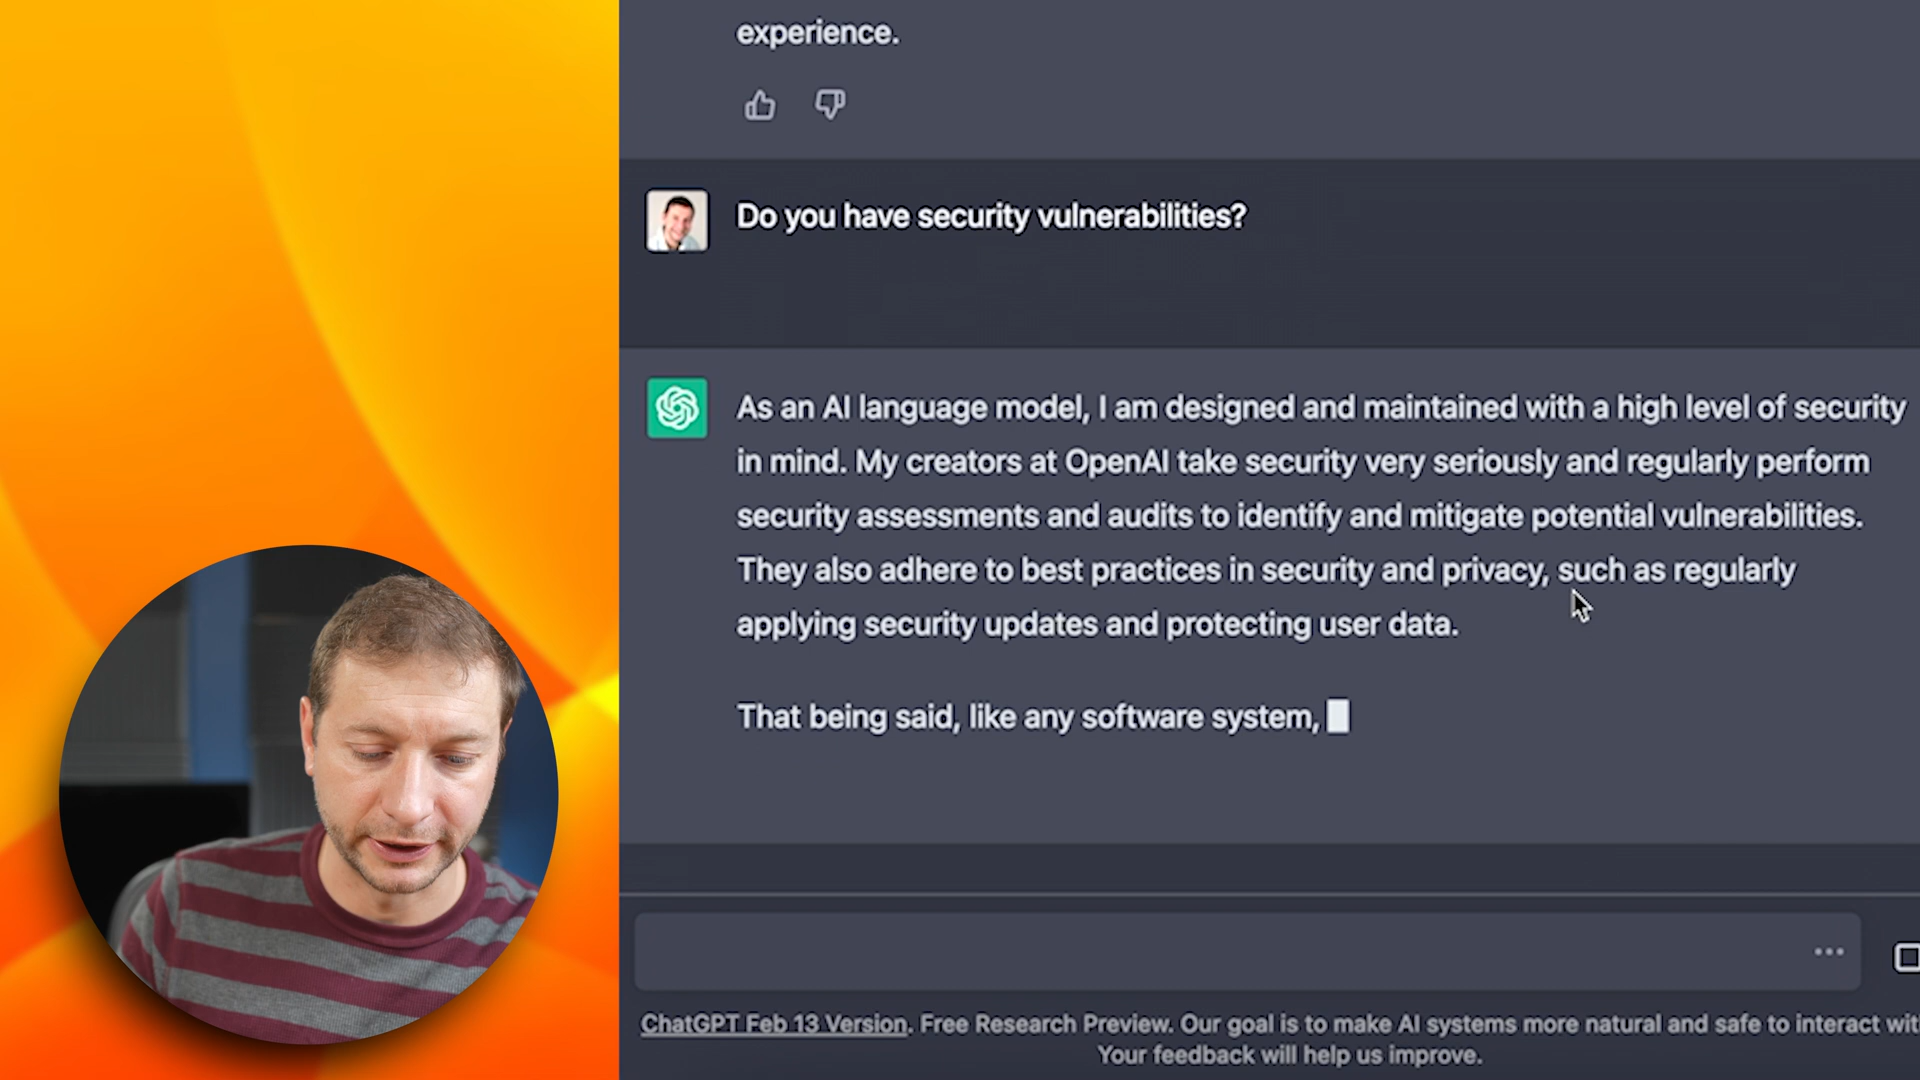 experience.
Do you have security vulnerabilities?
As an AI language model, I am designed and maintained with a high level of security
in mind. My creators at OpenAI take security very seriously and regularly perform
security assessments and audits to identify and mitigate potential vulnerabilities.
They also adhere to best practices in security and privacy, such as regularly
applying security updates and protecting user data.
That being said, like any software system,
ChatGPT Feb 13 Version. Free Research Preview. Our goal is to make AI systems more natural and safe to interact wit
Your feedback will help us improve.